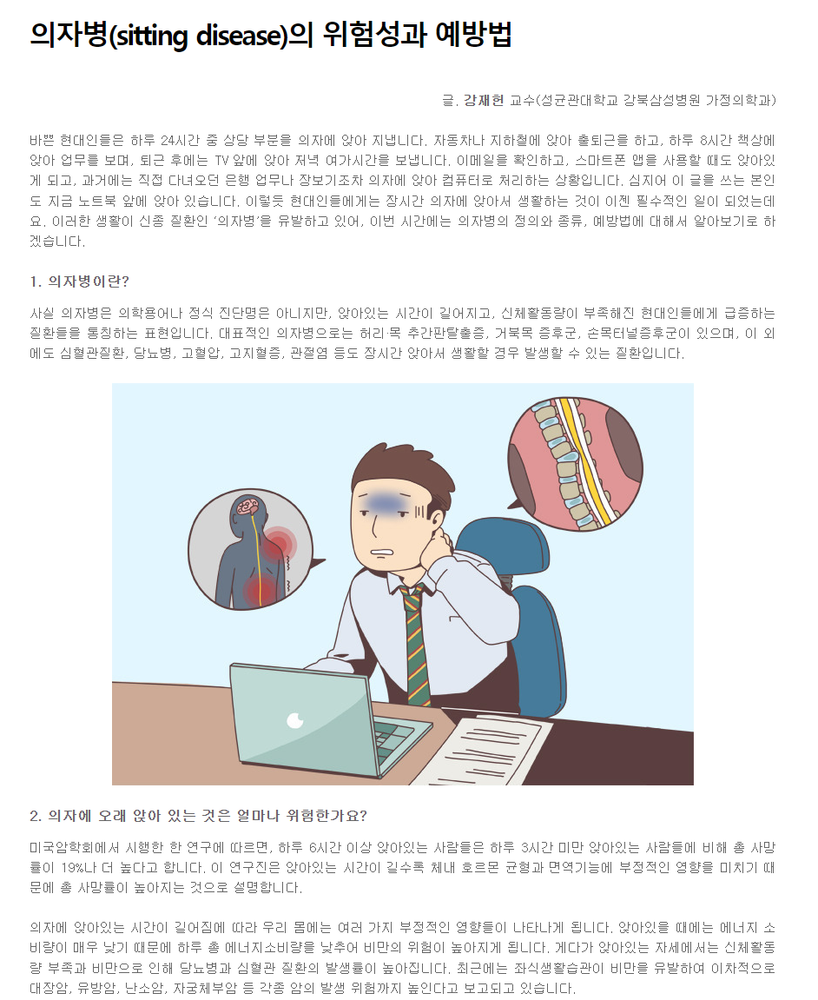 의자병(sitting disease)의 위험성과 예방법
글. 강재헌 교수(성균관대학교 강북삼성병원 가정의학과)
바쁜 현대인들은 하루 24시간 중 상당 부분을 의자에 앉아 지냅니다. 자동차나 지하철에 앉아 출퇴근을 하고, 하루 8시간 책상에
앉아 업무를 보며, 퇴근 후에는 TV앞에 앉아 저녁 여가시간을 보냅니다. 이메일을 확인하고, 스마트폰 앱을 사용할 때도 앉아있
게 되고, 과거에는 직접 다녀오던 은행 업무나 장보기조차 의자에 앉아 컴퓨터로 처리하는 상황입니다. 심지어 이 글을 쓰는 본인
도 지금 노트북 앞에 앉아 있습니다. 이렇듯 현대인들에게는 장시간 의자에 앉아서 생활하는 것이 이젠 필수적인 일이 되었는데
요. 이러한 생활이 신종 질환인 ‘의자병’을 유발하고 있어, 이번 시간에는 의자병의 정의와 종류, 예방법에 대해서 알아보기로 하
겠습니다.
1. 의자병이란?
사실 의자병은 의학용어나 정식 진단명은 아니지만, 앉아있는 시간이 길어지고, 신체활동량이 부족해진 현대인들에게 급증하는
질환들을 통칭하는 표현입니다. 대표적인 의자병으로는 허리·목 추간판탈출증, 거북목 증후군, 손목터널증후군이 있으며, 이 외
에도 심혈관질환, 당뇨병, 고혈압, 고지혈증, 관절염 등도 장시간 앉아서 생활할 경우 발생할 수 있는 질환입니다.
2. 의자에 오래 앉아 있는 것은 얼마나 위험한가요?
미국암학회에서 시행한 한 연구에 따르면, 하루 6시간 이상 앉아있는 사람들은 하루 3시간 미만 앉아있는 사람들에 비해 총 사망
률이 19%나 더 높다고 합니다. 이 연구진은 앉아있는 시간이 길수록 체내 호르몬 균형과 면역기능에 부정적인 영향을 미치기 때
문에 총 사망률이 높아지는 것으로 설명합니다.
의자에 앉아있는 시간이 길어짐에 따라 우리 몸에는 여러 가지 부정적인 영향들이 나타나게 됩니다. 앉아있을 때에는 에너지 소
비량이 매우 낮기 때문에 하루 총 에너지소비량을 낮추어 비만의 위험이 높아지게 됩니다. 게다가 앉아있는 자세에서는 신체활동
량 부족과 비만으로 인해 당뇨병과 심혈관 질환의 발생률이 높아집니다. 최근에는 좌식생활습관이 비만을 유발하여 이차적으로
대장암, 유방암, 난소암, 자궁체부암 등 각종 암의 발생 위험까지 높인다고 보고되고 있습니다.